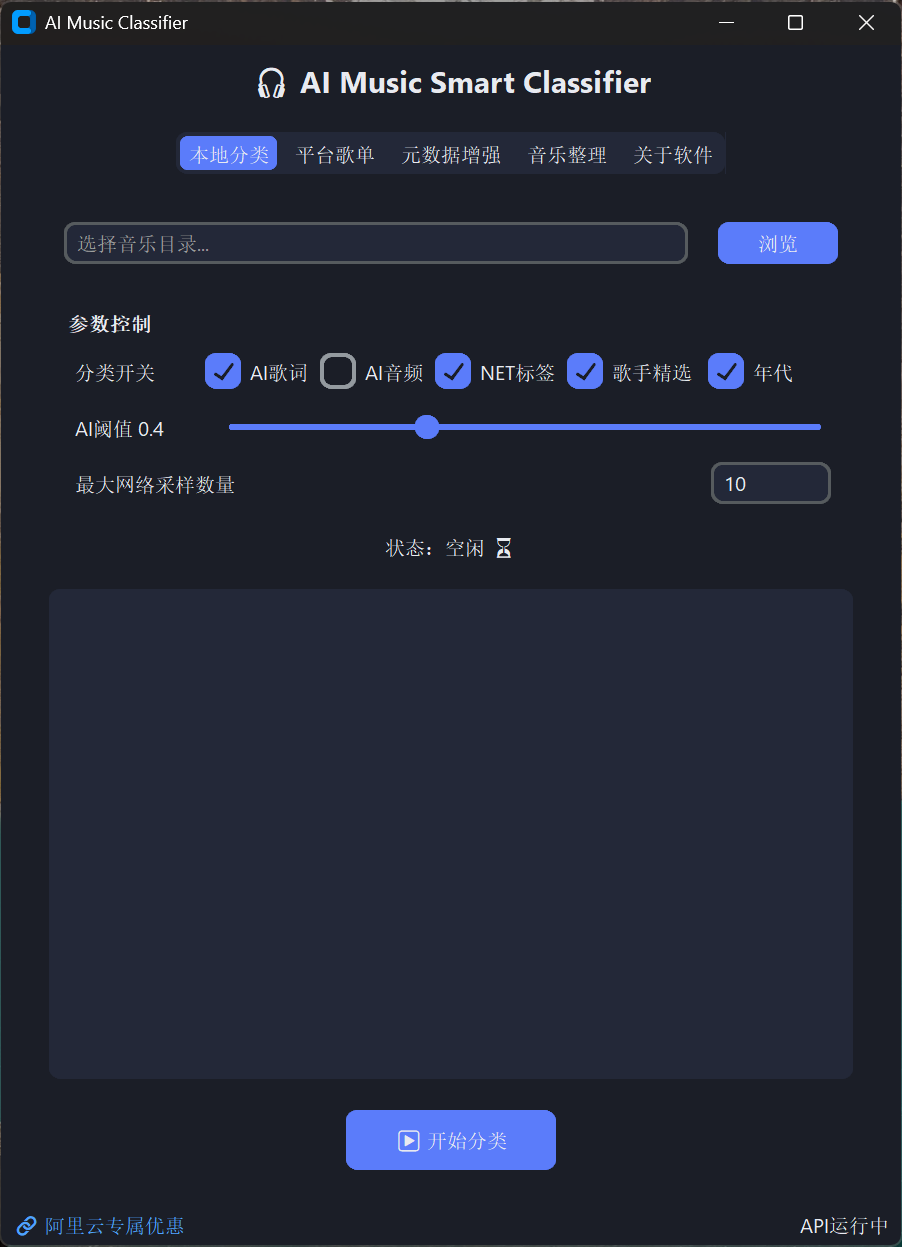 AI Music Classifier
AI Music Smart Classifier
本地分类 平台歌单 元数据增强 音乐整理 关于软件
选择音乐目录... 浏览
参数控制
分类开关 AI歌词 AI音频 NET标签 歌手精选 年代
AI阈值 0.4
最大网络采样数量 10
状态：空闲 ⏳
开始分类
阿里云专属优惠 API运行中